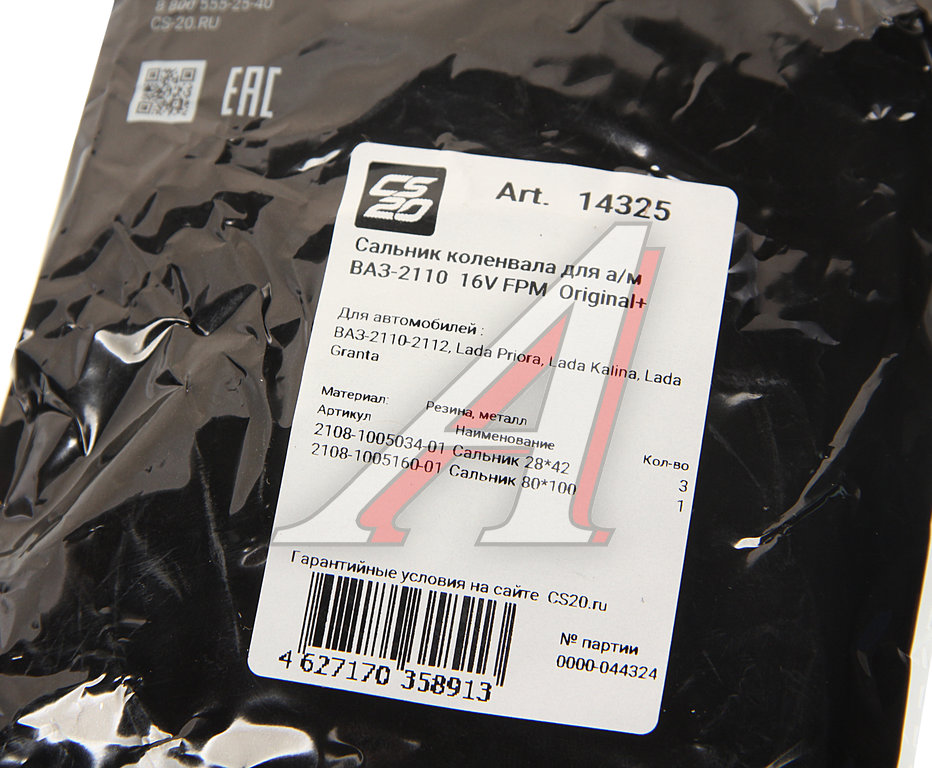 8 800 555-25-40
CS-20.RU
EAC
CS
20
Art. 14325
Сальник коленвала для а/м
ВАЗ-2110 16V FPM Original+
Для автомобилей :
ВАЗ-2110-2112, Lada Priora, Lada Kalina, Lada
Granta
Материал: Резина, металл
Артикул Наименование Кол-во
2108-1005034-01 Сальник 28*42 3
2108-1005160-01 Сальник 80*100 1
Гарантийные условия на сайте CS20.ru
4 627170 358913
№ партии
0000-044324